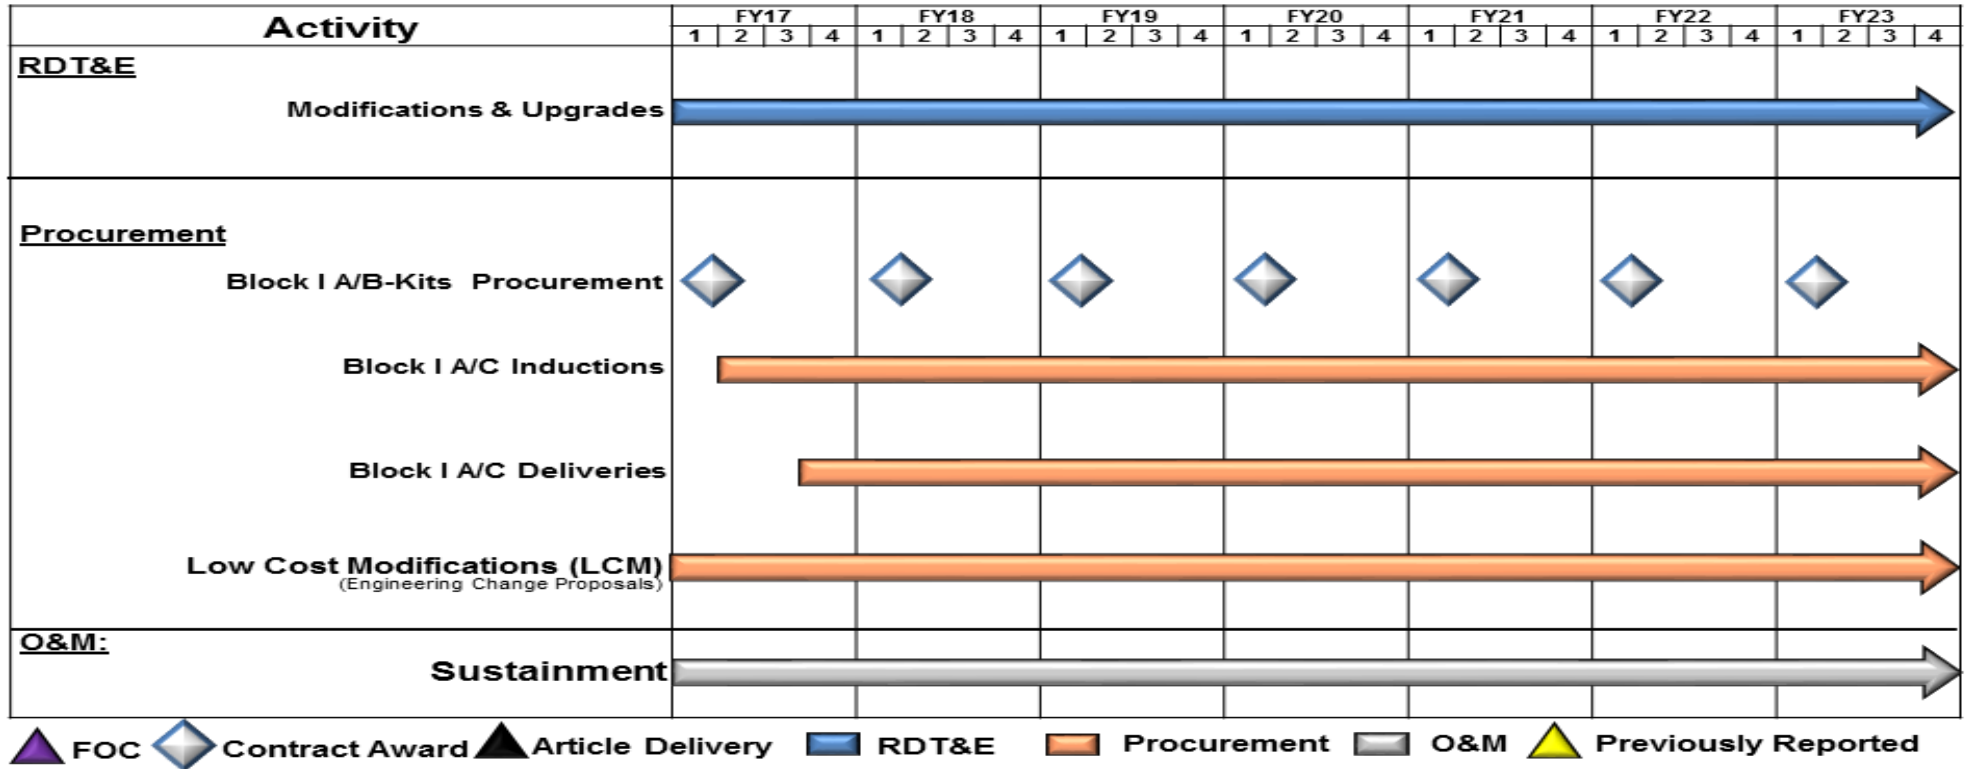 Activity FY17 FY18 FY19 FY20 FY21 FY22 FY23
1 2 3 4 1 2 3 4 1 2 3 4 1 2 3 4 1 2 3 4 1 2 3 4 1 2 3 4
RDT&E
Modifications & Upgrades
Procurement
Block I A/B-Kits Procurement
Block I A/C Inductions
Block I A/C Deliveries
Low Cost Modifications (LCM)
(Engineering Change Proposals)
O&M:
Sustainment
FOC Contract Award Article Delivery RDT&E Procurement O&M Previously Reported